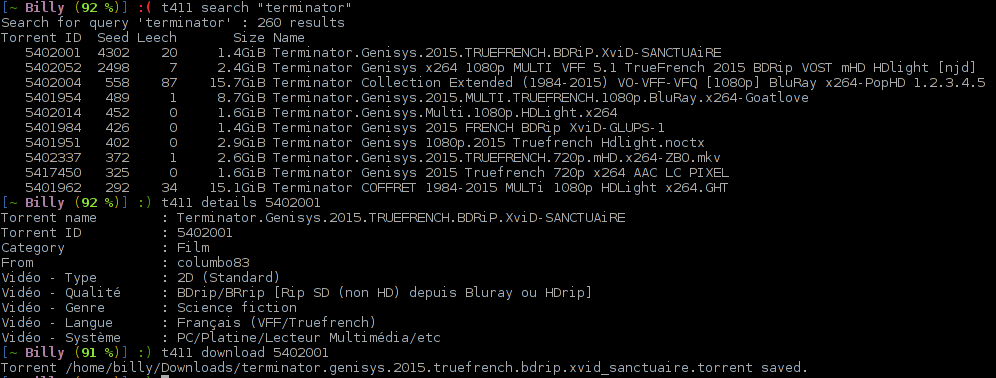 [~ Billy (92 %)] :( t411 search "terminator"
Search for query 'terminator' : 260 results
Torrent ID  Seed Leech       Size Name
   5402001  4302    20     1.4GiB Terminator.Genisys.2015.TRUEFRENCH.BDRiP.XviD-SANCTUAiRE
   5402052  2498     7     2.4GiB Terminator Genisys x264 1080p MULTI VFF 5.1 TrueFrench 2015 BDRip VOST mHD HDlight [njd]
   5402004   558    87    15.7GiB Terminator Collection Extended (1984-2015) VO-VFF-VFQ [1080p] BluRay x264-PopHD 1.2.3.4.5
   5401954   489     1     8.7GiB Terminator.Genisys.2015.MULTI.TRUEFRENCH.1080p.BluRay.x264-Goatlove
   5402014   452     0     1.6GiB Terminator Genisys.Multi.1080p.HDLight.x264
   5401984   426     0     1.4GiB Terminator Genisys 2015 FRENCH BDRip XviD-GLUPS-1
   5401951   402     0     2.9GiB Terminator Genisys 1080p.2015 Truefrench Hdlight.noctx
   5402337   372     1     2.6GiB Terminator.Genisys.2015.TRUEFRENCH.720p.mHD.x264-ZBO.mkv
   5417450   325     0     1.6GiB Terminator Genisys 2015 Truefrench 720p x264 AAC LC PIXEL
   5401962   292    34    15.1GiB Terminator COFFRET 1984-2015 MULTi 1080p HDLight x264.GHT
[~ Billy (92 %)] :) t411 details 5402001
Torrent name        : Terminator.Genisys.2015.TRUEFRENCH.BDRiP.XviD-SANCTUAiRE
Torrent ID          : 5402001
Category            : Film
From                : columbo83
Vidéo - Type        : 2D (Standard)
Vidéo - Qualité     : BDrip/BRrip [Rip SD (non HD) depuis Bluray ou HDrip]
Vidéo - Genre       : Science fiction
Vidéo - Langue      : Français (VFF/Truefrench)
Vidéo - Système     : PC/Platine/Lecteur Multimédia/etc
[~ Billy (91 %)] :) t411 download 5402001
Torrent /home/billy/Downloads/terminator.genisys.2015.truefrench.bdrip.xvid_sanctuaire.torrent saved.